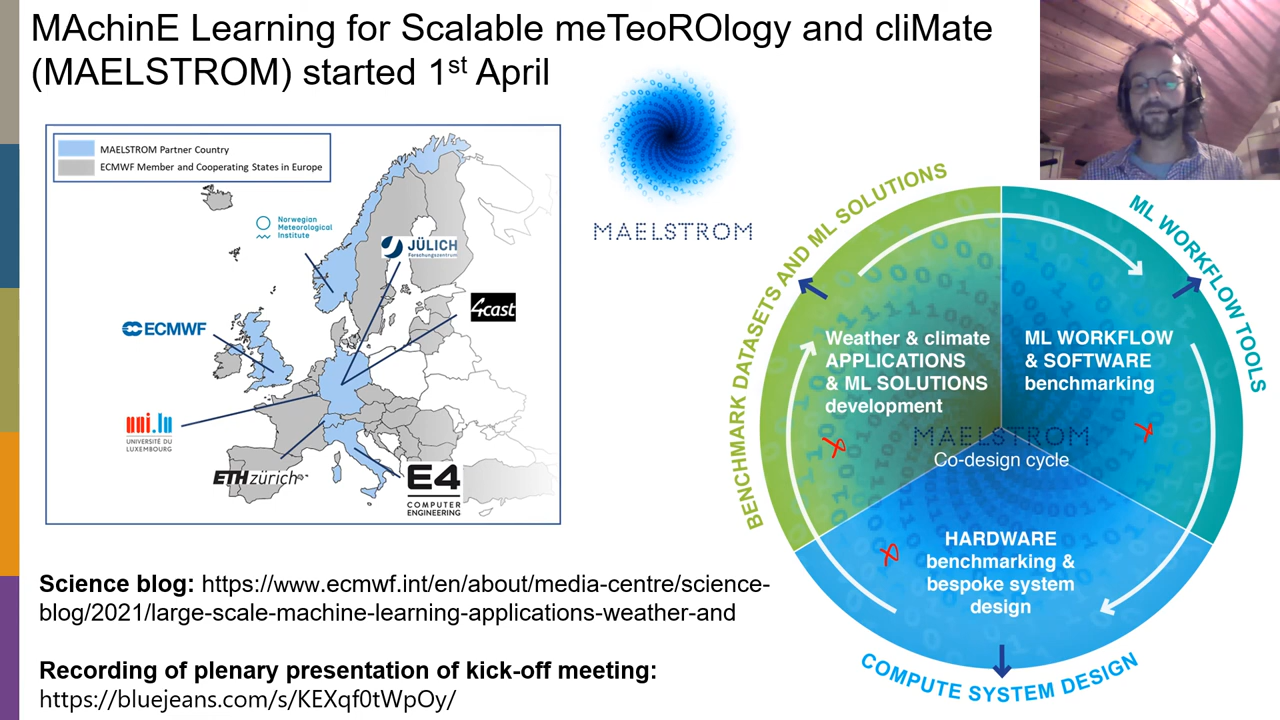 MAchinE Learning for Scalable meTeoROlogy and cliMate
(MAELSTROM) started 1st April
MAELSTROM Partner Country
ECMWF Member and Cooperating States in Europe
Norwegian
Meteorological
Institute
JÜLICH
Forschungszentrum
4cast
ECMWF
uni.lu
UNIVERSITÉ DU
LUXEMBOURG
ETH zürich
E4
COMPUTER
ENGINEERING
MAELSTROM
BENCHMARK DATASETS AND ML SOLUTIONS
ML WORKFLOW TOOLS
Weather & climate
APPLICATIONS
& ML SOLUTIONS
development
ML WORKFLOW
& SOFTWARE
benchmarking
MAELSTROM
Co-design cycle
HARDWARE
benchmarking &
bespoke system
design
COMPUTE SYSTEM DESIGN
Science blog: https://www.ecmwf.int/en/about/media-centre/science-
blog/2021/large-scale-machine-learning-applications-weather-and
Recording of plenary presentation of kick-off meeting:
https://bluejeans.com/s/KEXqf0tWpOy/